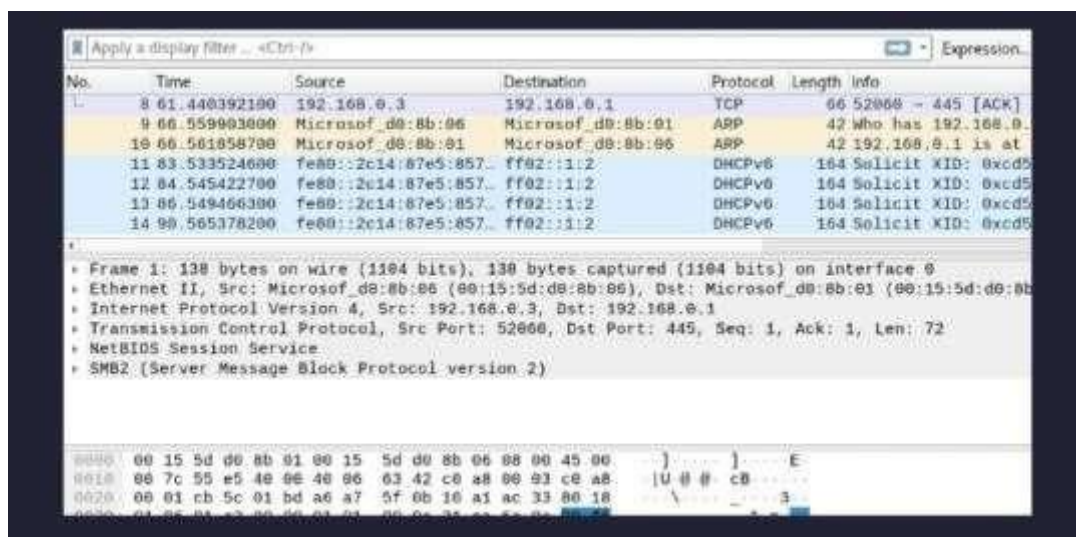 Apply a display filter ... <Ctrl-/> Expression...
No. Time Source Destination Protocol Length Info
8 61.440392100 192.168.0.3 192.168.0.1 TCP 66 52060 → 445 [ACK]
9 66.559903000 Microsof_d0:8b:06 Microsof_d0:8b:01 ARP 42 Who has 192.168.0.
10 66.561058700 Microsof_d0:8b:01 Microsof_d0:8b:06 ARP 42 192.168.0.1 is at
11 83.533524600 fe80::2c14:87e5:857… ff02::1:2 DHCPv6 164 Solicit XID: 0xcd5
12 84.545422700 fe80::2c14:87e5:857… ff02::1:2 DHCPv6 164 Solicit XID: 0xcd5
13 86.549466300 fe80::2c14:87e5:857… ff02::1:2 DHCPv6 164 Solicit XID: 0xcd5
14 90.565378200 fe80::2c14:87e5:857… ff02::1:2 DHCPv6 164 Solicit XID: 0xcd5
Frame 1: 138 bytes on wire (1104 bits), 138 bytes captured (1104 bits) on interface 0
Ethernet II, Src: Microsof_d0:8b:06 (00:15:5d:d0:8b:06), Dst: Microsof_d0:8b:01 (00:15:5d:d0:8b
Internet Protocol Version 4, Src: 192.168.0.3, Dst: 192.168.0.1
Transmission Control Protocol, Src Port: 52060, Dst Port: 445, Seq: 1, Ack: 1, Len: 72
NetBIOS Session Service
SMB2 (Server Message Block Protocol version 2)
0000 00 15 5d d0 8b 01 00 15 5d d0 8b 06 08 00 45 00 ··]····· ]·····E·
0010 00 7c 55 e5 40 00 40 06 63 42 c0 a8 00 03 c0 a8 ·|U·@·@· cB······
0020 00 01 cb 5c 01 bd a6 a7 5f 0b 10 a1 ac 33 80 18 ···\···· _····3··